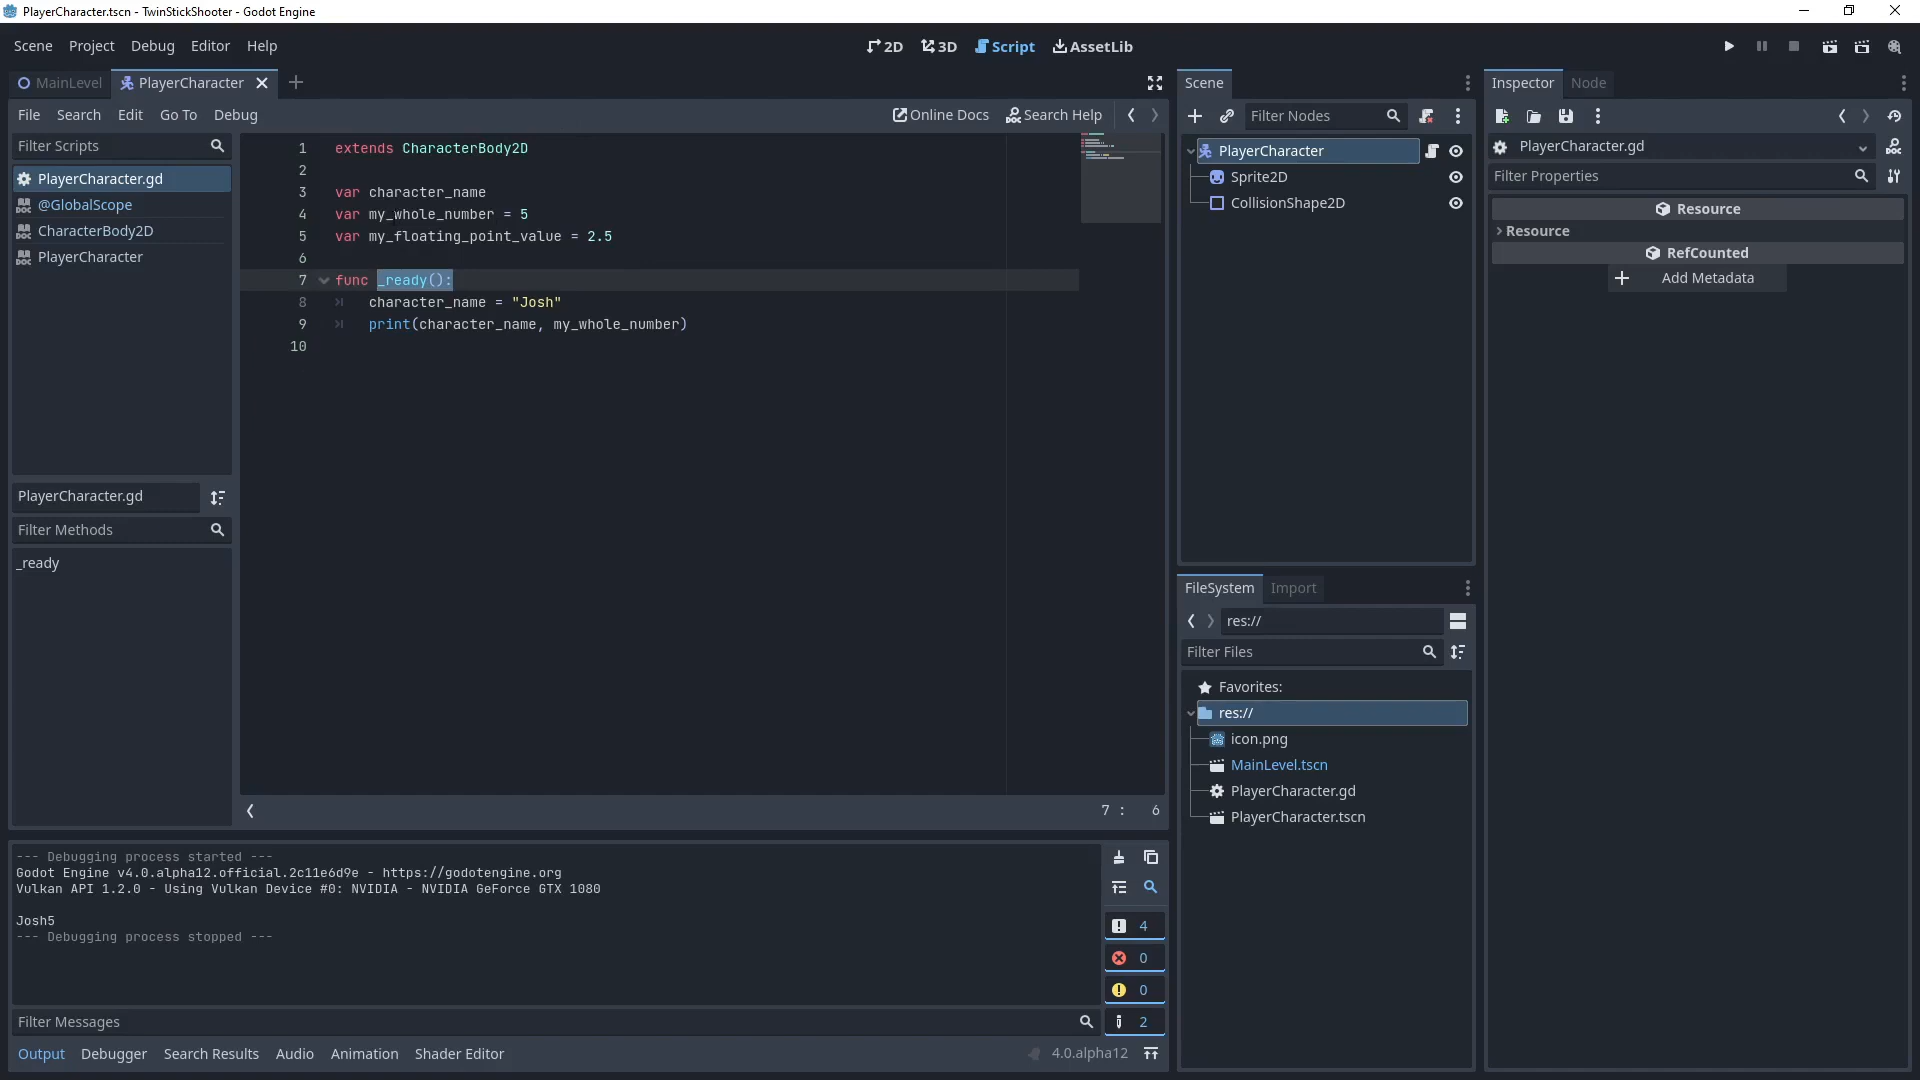 PlayerCharacter.tscn - TwinStickShooter - Godot Engine
Scene Project Debug Editor Help
2D 3D Script AssetLib
MainLevel PlayerCharacter
File Search Edit Go To Debug
Online Docs Search Help
Filter Scripts
PlayerCharacter.gd
@GlobalScope
CharacterBody2D
PlayerCharacter
PlayerCharacter.gd
Filter Methods
_ready
1 extends CharacterBody2D
2
3 var character_name
4 var my_whole_number = 5
5 var my_floating_point_value = 2.5
6
7 func _ready():
8 character_name = "Josh"
9 print(character_name, my_whole_number)
10
7 : 6
--- Debugging process started ---
Godot Engine v4.0.alpha12.official.2c11e6d9e - https://godotengine.org
Vulkan API 1.2.0 - Using Vulkan Device #0: NVIDIA - NVIDIA GeForce GTX 1080
Josh5
--- Debugging process stopped ---
4
0
0
2
Filter Messages
Output Debugger Search Results Audio Animation Shader Editor
4.0.alpha12
Scene
Filter Nodes
PlayerCharacter
Sprite2D
CollisionShape2D
FileSystem Import
res://
Filter Files
Favorites:
res://
icon.png
MainLevel.tscn
PlayerCharacter.gd
PlayerCharacter.tscn
Inspector Node
PlayerCharacter.gd
Filter Properties
Resource
Resource
RefCounted
Add Metadata